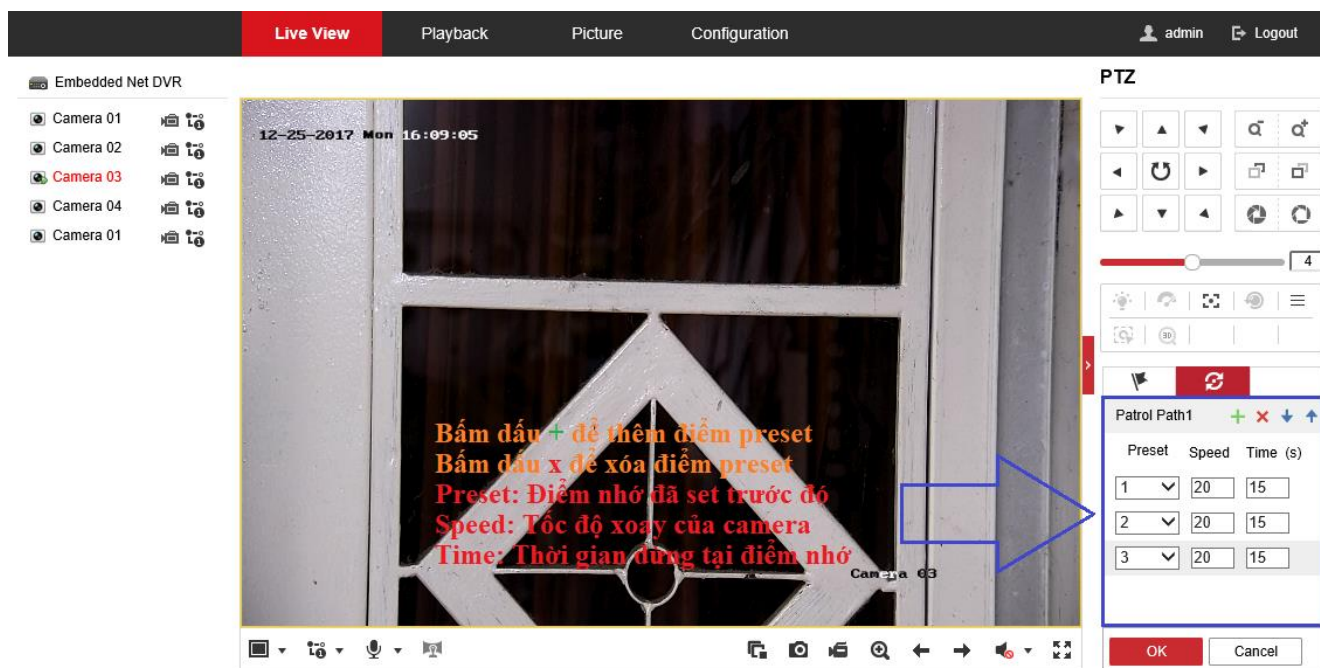 Live View Playback Picture Configuration admin Logout
Embedded Net DVR
Camera 01
Camera 02
Camera 03
Camera 04
Camera 01
12-25-2017 Mon 16:09:05
Bấm dấu + để thêm điểm preset
Bấm dấu x để xóa điểm preset
Preset: Điểm nhớ đã set trước đó
Speed: Tốc độ xoay của camera
Time: Thời gian dừng tại điểm nhớ
Camera 03
PTZ
4
3D
Patrol Path1
Preset Speed Time (s)
1 20 15
2 20 15
3 20 15
OK Cancel